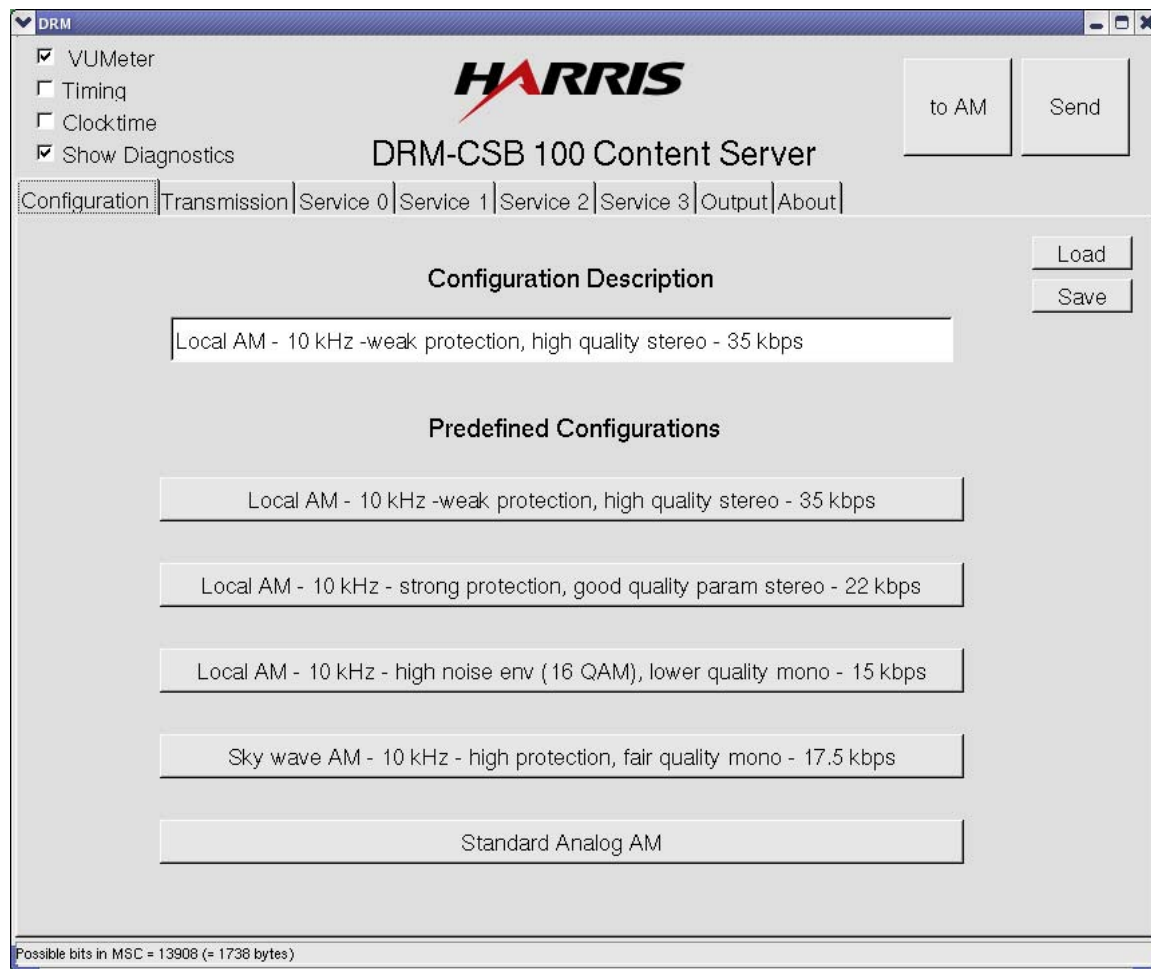 DRM
VUMeter
Timing
Clocktime
Show Diagnostics
HARRIS
DRM-CSB 100 Content Server
to AM
Send
Configuration Transmission Service 0 Service 1 Service 2 Service 3 Output About
Load
Save
Configuration Description
Local AM - 10 kHz -weak protection, high quality stereo - 35 kbps
Predefined Configurations
Local AM - 10 kHz -weak protection, high quality stereo - 35 kbps
Local AM - 10 kHz - strong protection, good quality param stereo - 22 kbps
Local AM - 10 kHz - high noise env (16 QAM), lower quality mono - 15 kbps
Sky wave AM - 10 kHz - high protection, fair quality mono - 17.5 kbps
Standard Analog AM
Possible bits in MSC = 13908 (= 1738 bytes)